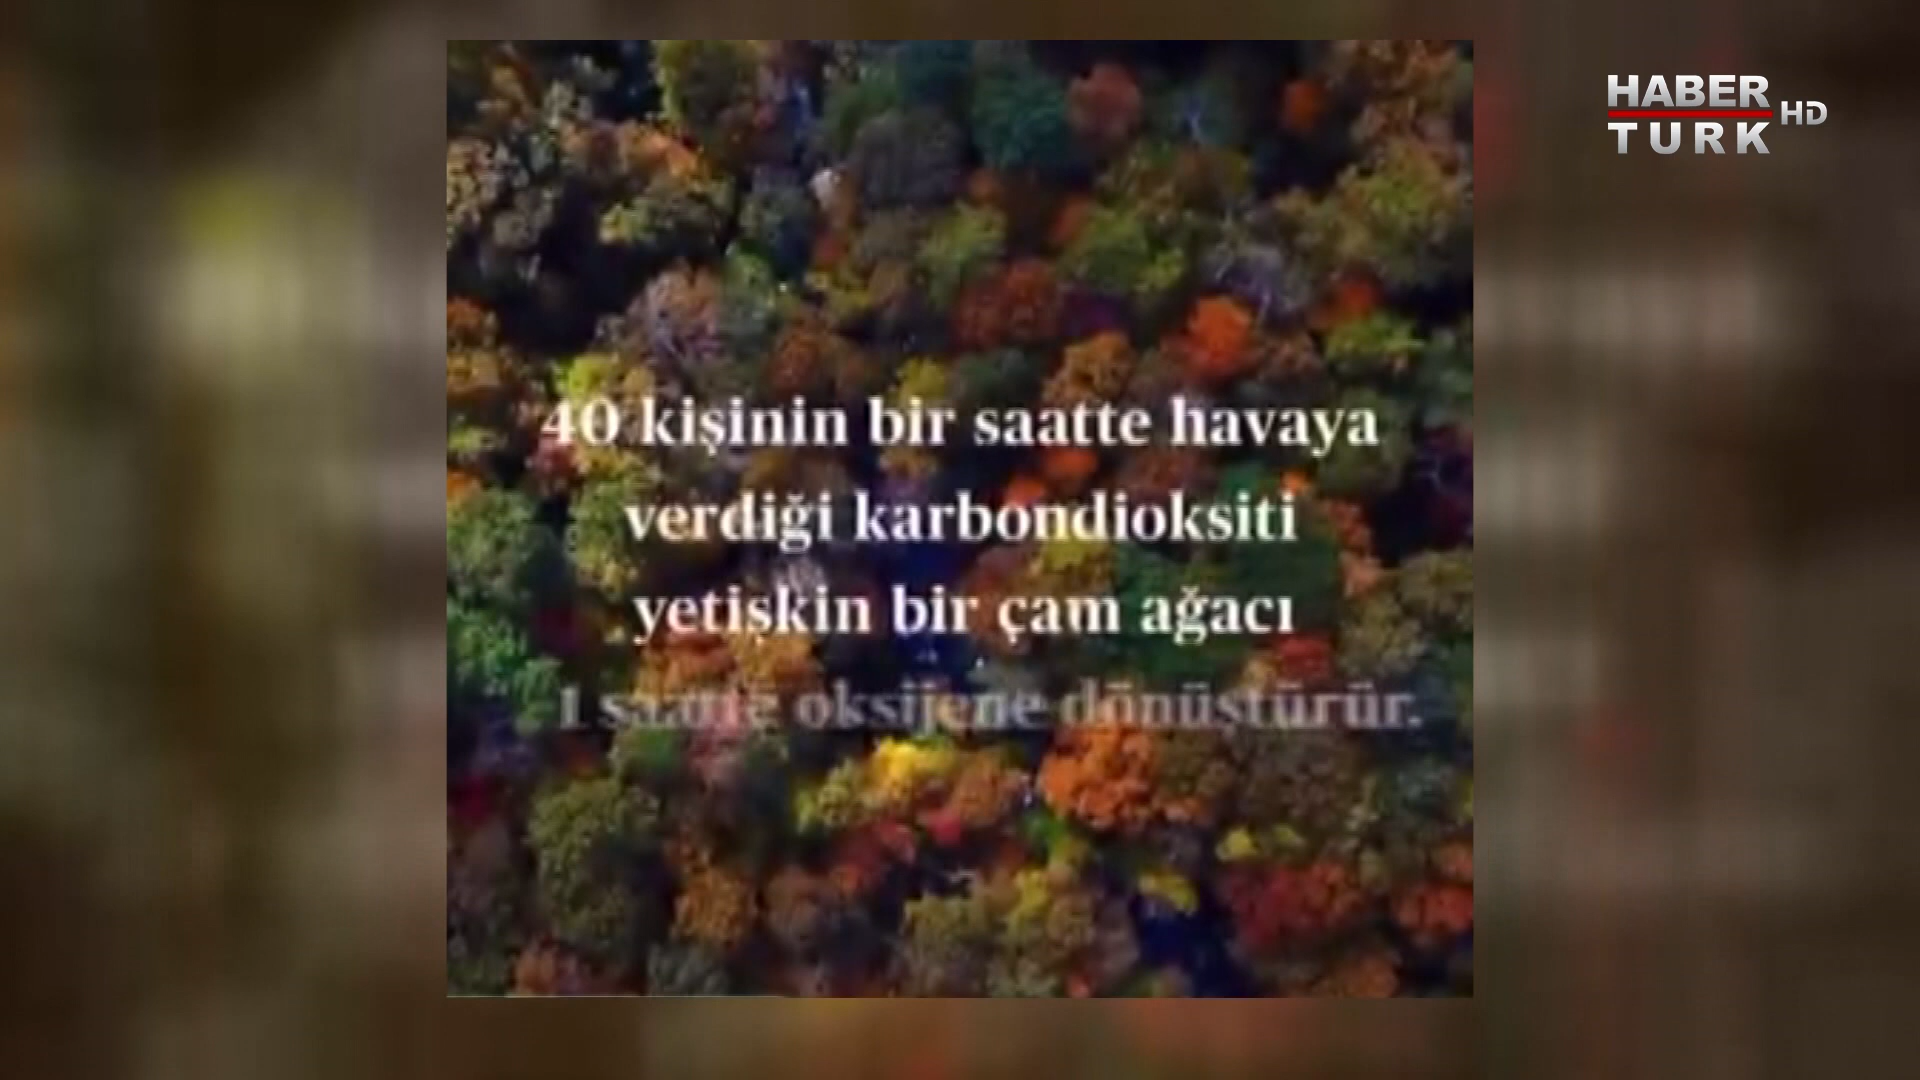 HABER
TURK HD
40 kişinin bir saatte havaya
verdiği karbondioksiti
yetişkin bir çam ağacı
1 saatte oksijene dönüştürür.